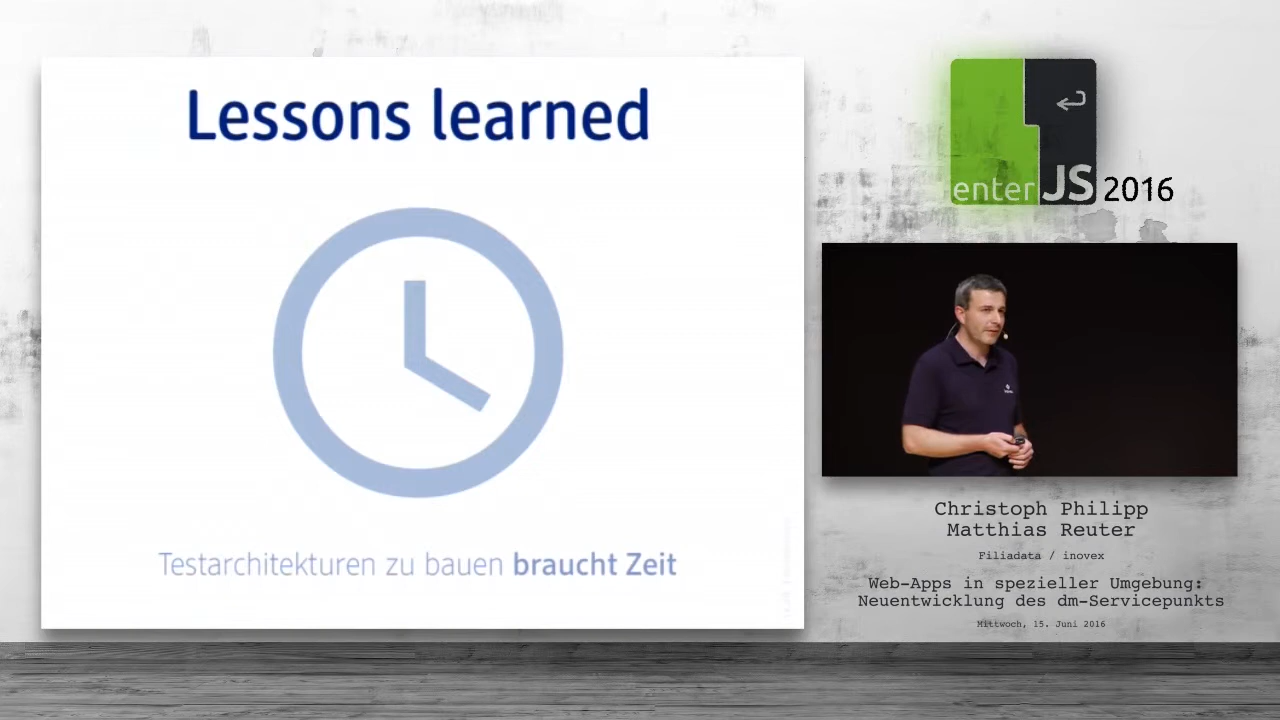 Lessons learned
Testarchitekturen zu bauen braucht Zeit
enter JS 2016
Christoph Philipp
Matthias Reuter
Filiadata / inovex
Web-Apps in spezieller Umgebung:
Neuentwicklung des dm-Servicepunkts
Mittwoch, 15. Juni 2016